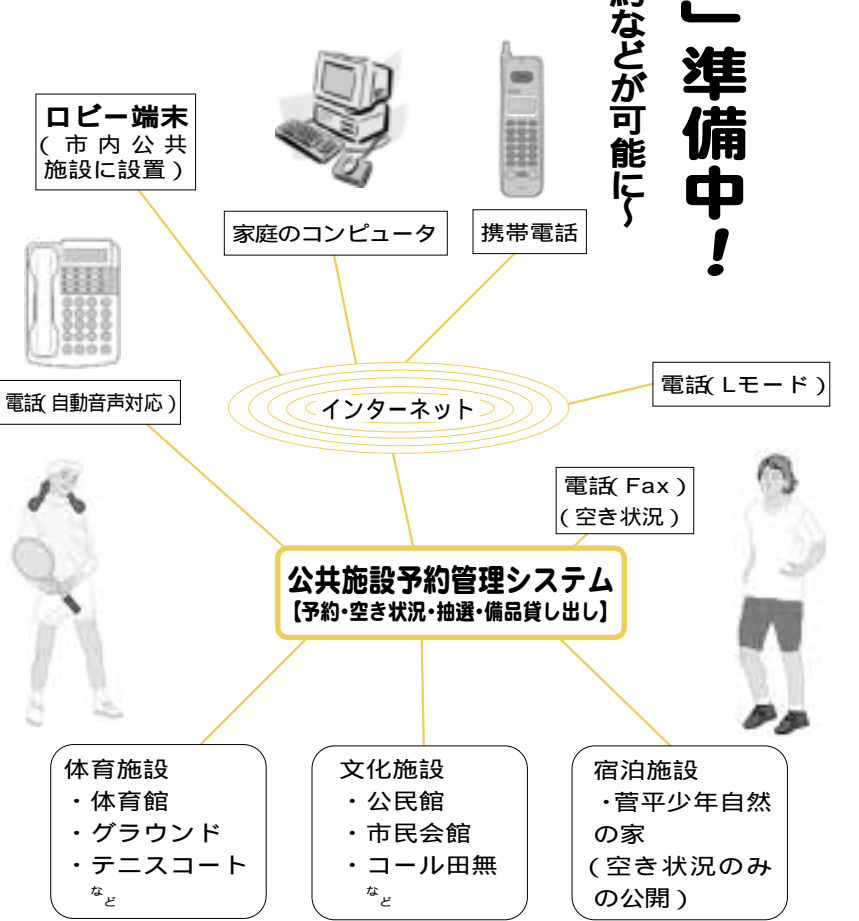 」準備中！
約などが可能に～
ロビー端末
(市内公共
施設に設置)
家庭のコンピュータ
携帯電話
電話(自動音声対応)
インターネット
電話(Lモード)
電話(Fax)
(空き状況)
公共施設予約管理システム
【予約・空き状況・抽選・備品貸し出し】
体育施設
・体育館
・グラウンド
・テニスコート
など
文化施設
・公民館
・市民会館
・コール田無
など
宿泊施設
・菅平少年自然
の家
(空き状況のみ
の公開)